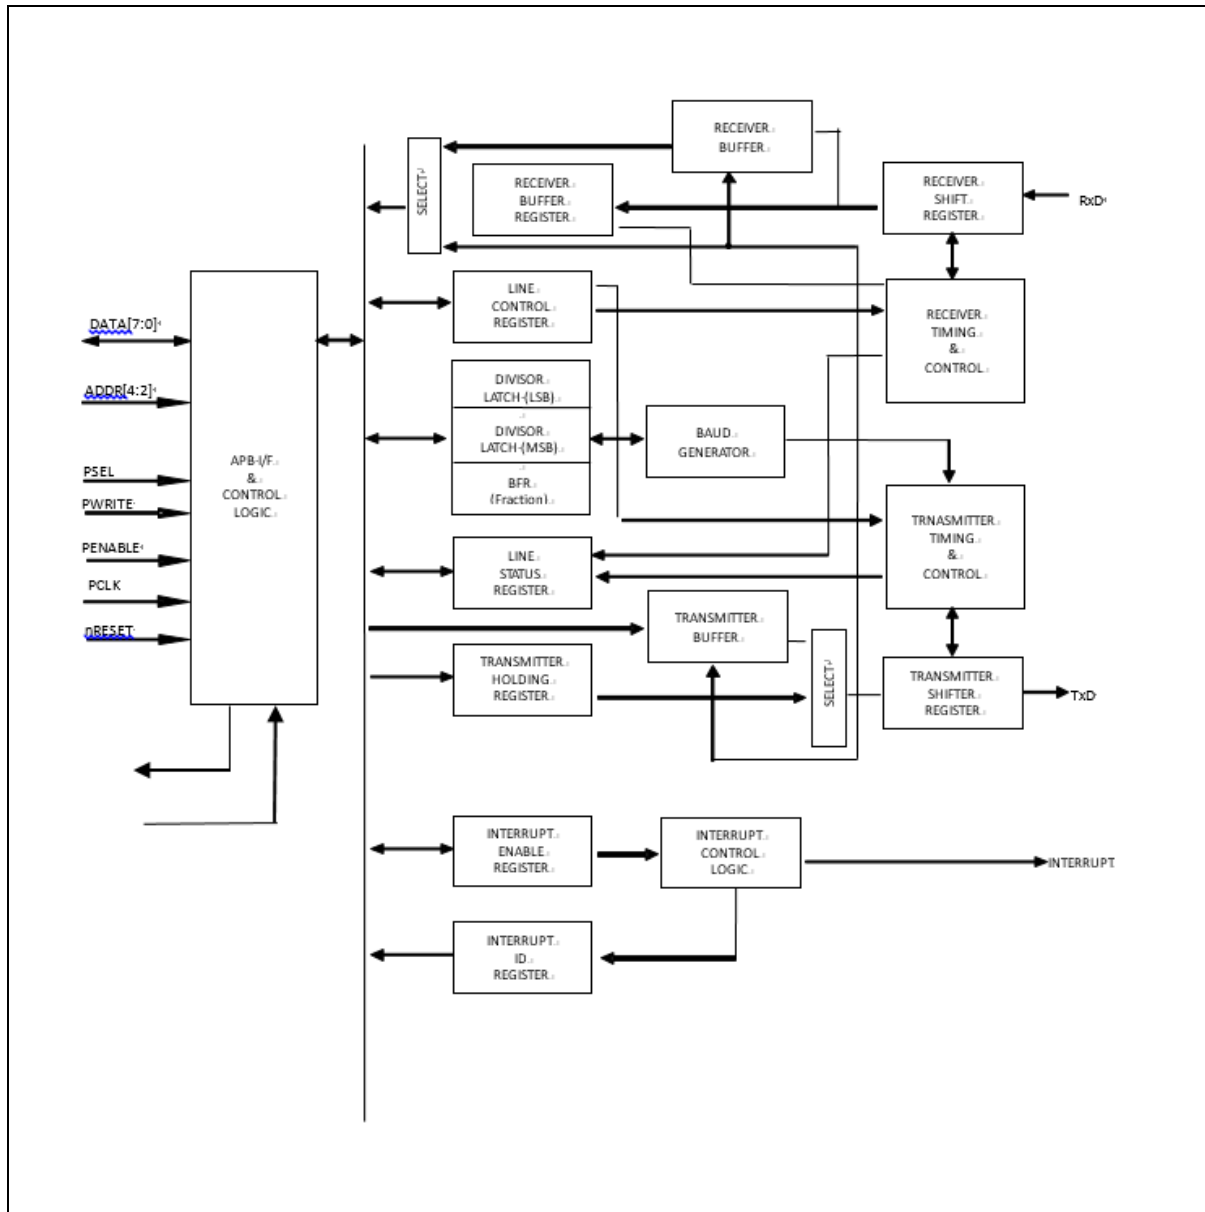 RECEIVER
BUFFER
SELECT
RECEIVER
BUFFER
REGISTER
RECEIVER
SHIFT
REGISTER
RxD
LINE
CONTROL
REGISTER
RECEIVER
TIMING
&
CONTROL
DATA[7:0]
ADDR[4:2]
PSEL
PWRITE
PENABLE
PCLK
nRESET
APB-I/F
&
CONTROL
LOGIC
DIVISOR
LATCH-(LSB)
DIVISOR
LATCH-(MSB)
BFR
(Fraction)
BAUD
GENERATOR
TRNASMITTER
TIMING
&
CONTROL
LINE
STATUS
REGISTER
TRANSMITTER
BUFFER
SELECT
TRANSMITTER
HOLDING
REGISTER
TRANSMITTER
SHIFTER
REGISTER
TxD
INTERRUPT
ENABLE
REGISTER
INTERRUPT
CONTROL
LOGIC
INTERRUPT
INTERRUPT
ID
REGISTER